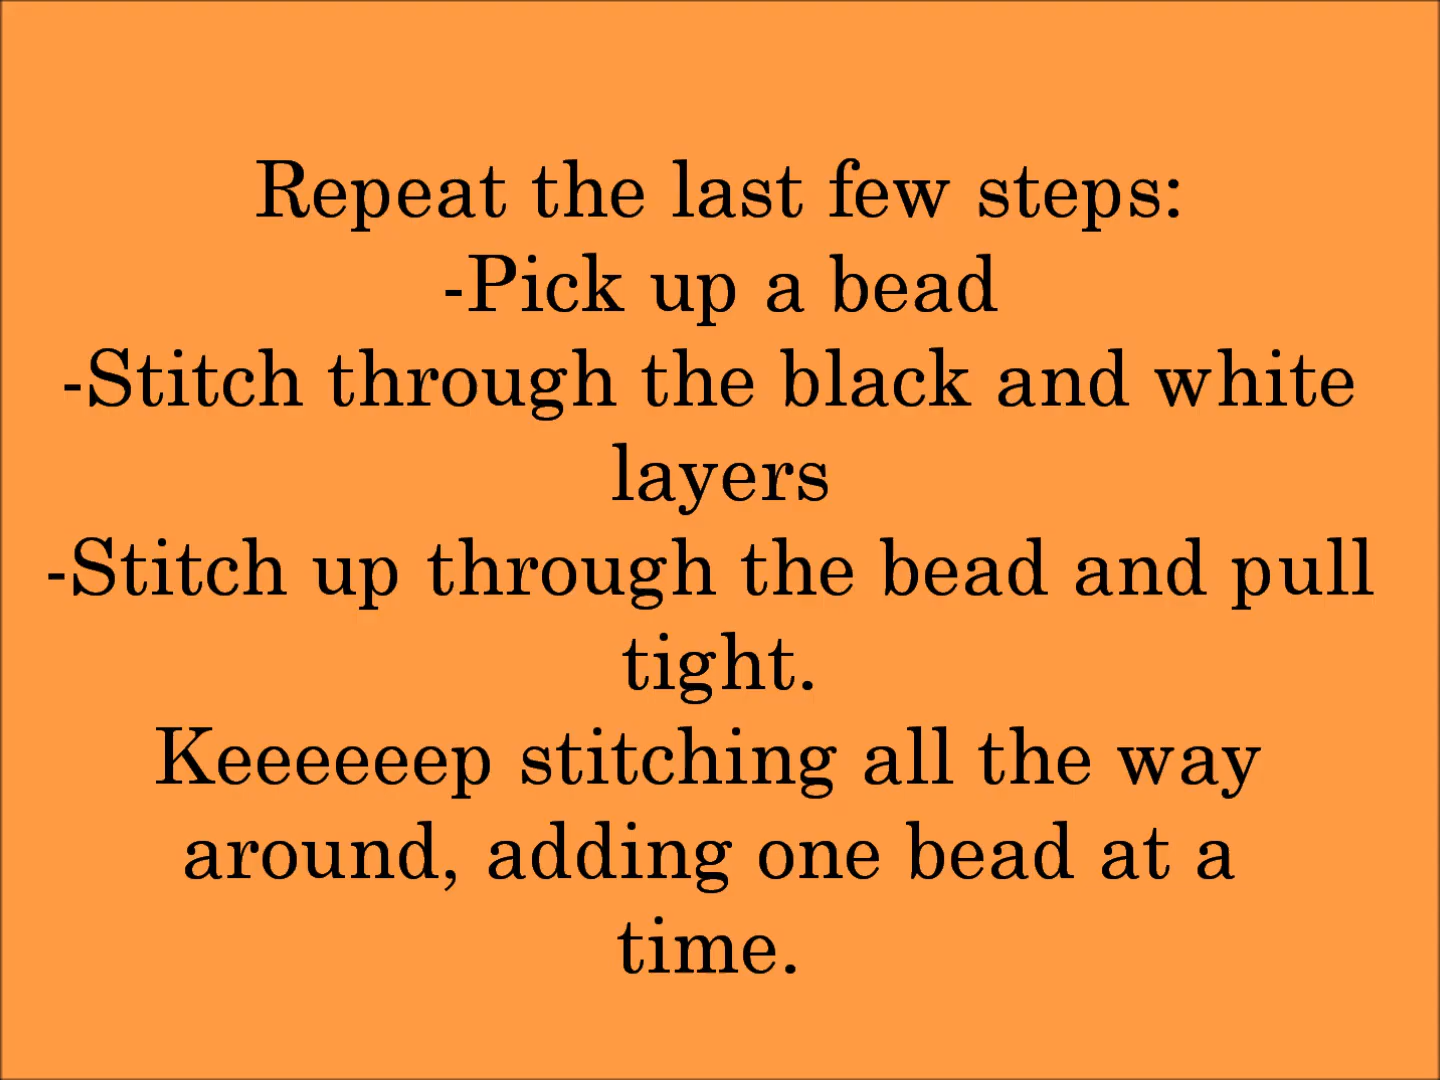 Repeat the last few steps:
-Pick up a bead
-Stitch through the black and white
layers
-Stitch up through the bead and pull
tight.
Keeeeeep stitching all the way
around, adding one bead at a
time.